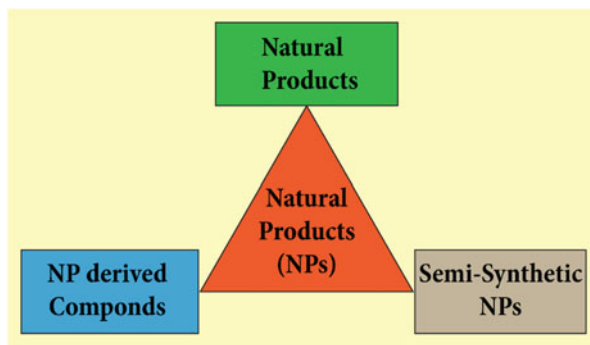 Natural
Products
Natural
Products
(NPs)
NP derived
Componds
Semi-Synthetic
NPs